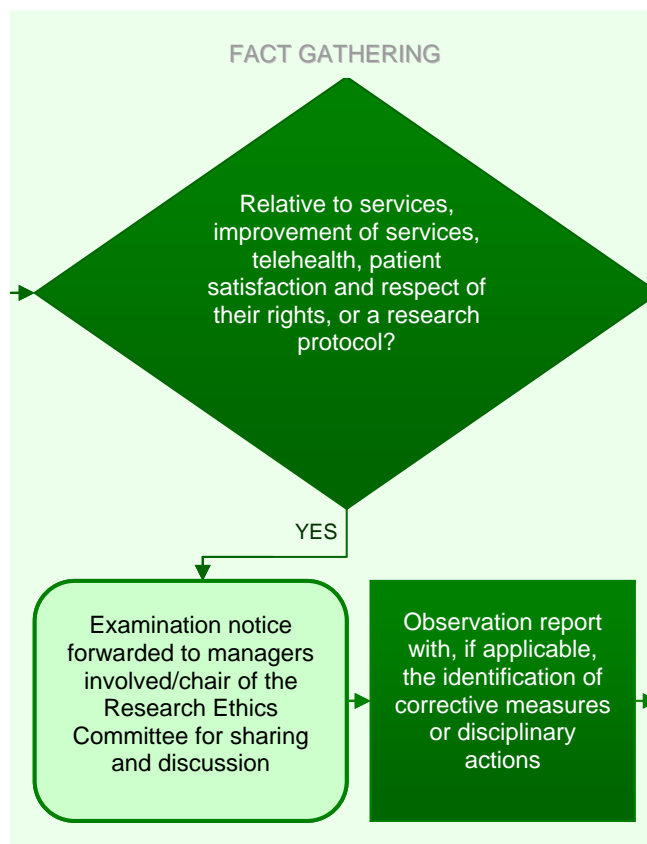 FACT GATHERING
Relative to services,
improvement of services,
telehealth, patient
satisfaction and respect of
their rights, or a research
protocol?
YES
Examination notice
forwarded to managers
involved/chair of the
Research Ethics
Committee for sharing
and discussion
Observation report
with, if applicable,
the identification of
corrective measures
or disciplinary
actions